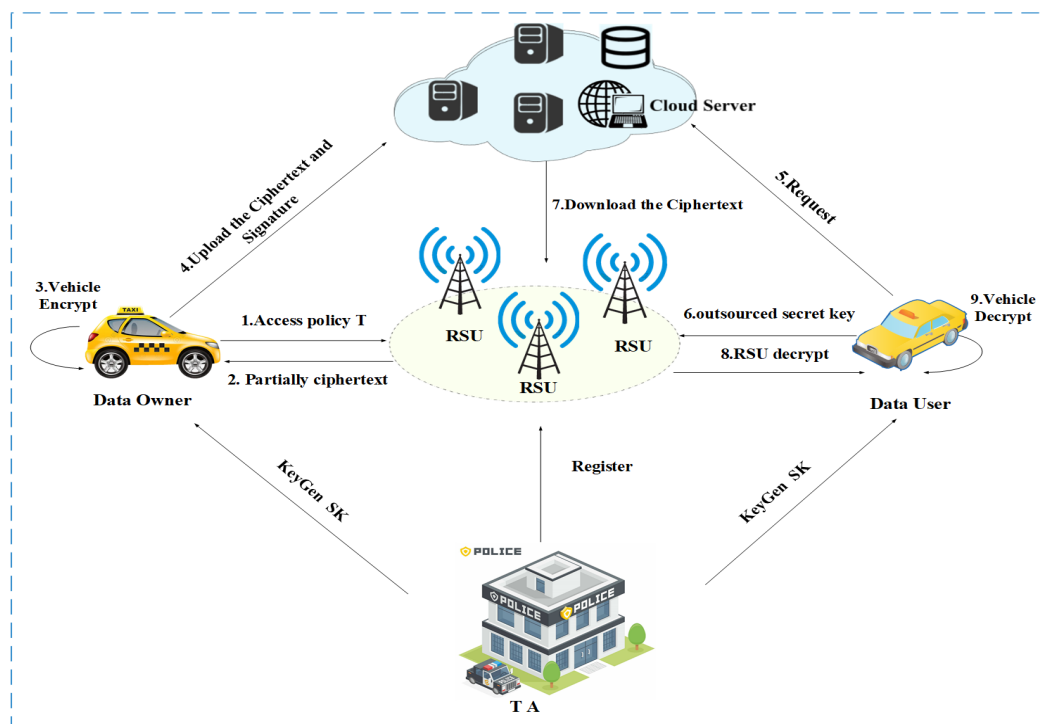 Cloud Server
4.Upload the Ciphertext and
Signature
5.Request
7.Download the Ciphertext
3.Vehicle
Encrypt
TAXI
1.Access policy T
2. Partially ciphertext
Data Owner
RSU
RSU
RSU
6.outsourced secret key
8.RSU decrypt
9.Vehicle
Decrypt
Data User
KeyGen SK
Register
KeyGen SK
POLICE
POLICE
POLICE
T A